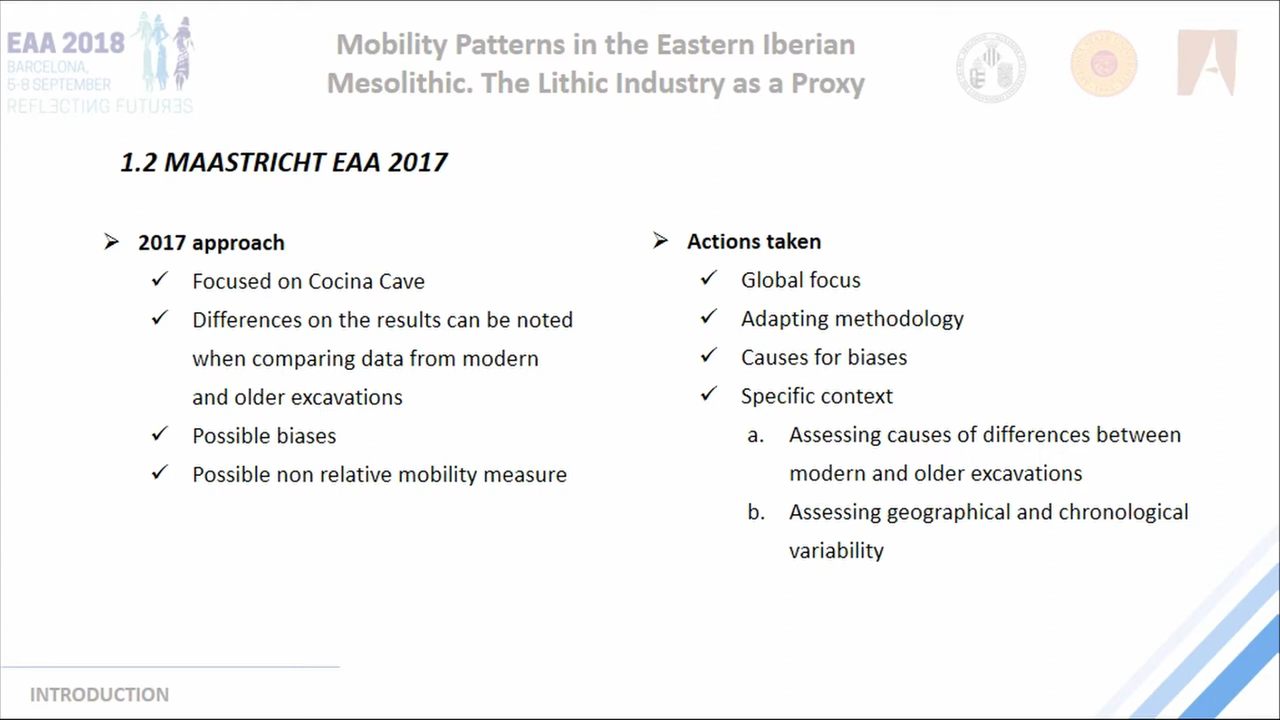 EAA 2018
BARCELONA,
5-8 SEPTEMBER
REFLECTING FUTURES
Mobility Patterns in the Eastern Iberian
Mesolithic. The Lithic Industry as a Proxy
1.2 MAASTRICHT EAA 2017
2017 approach
Focused on Cocina Cave
Differences on the results can be noted
when comparing data from modern
and older excavations
Possible biases
Possible non relative mobility measure
Actions taken
Global focus
Adapting methodology
Causes for biases
Specific context
a. Assessing causes of differences between
modern and older excavations
b. Assessing geographical and chronological
variability
INTRODUCTION